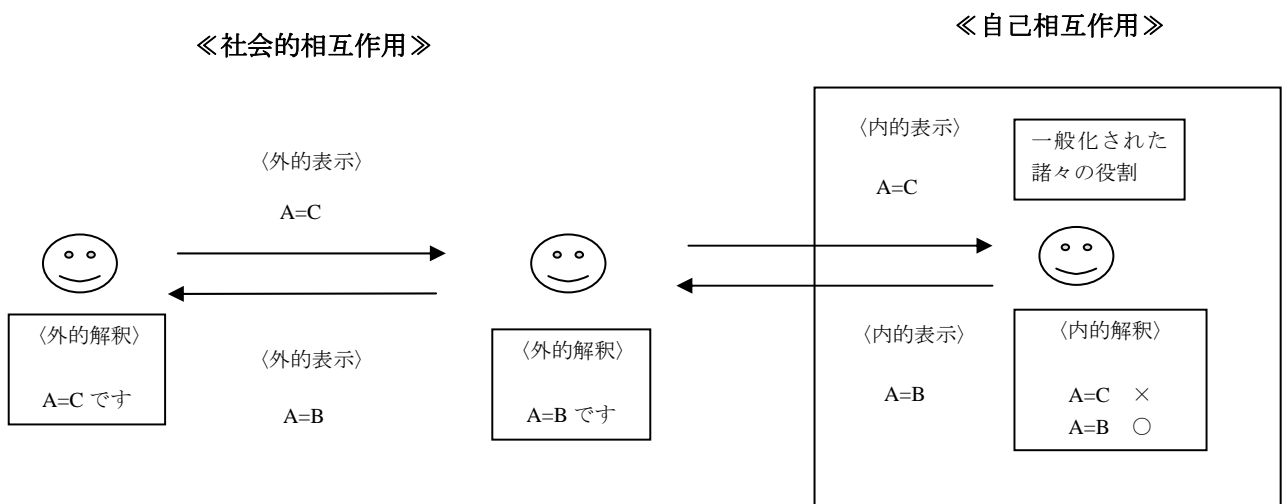 ≪社会的相互作用≫
≪自己相互作用≫
〈外的表示〉
A=C
〈外的解釈〉
A=C です
〈外的表示〉
A=B
〈外的解釈〉
A=B です
〈内的表示〉
A=C
一般化された
諸々の役割
〈内的表示〉
A=B
〈内的解釈〉
A=C ×
A=B ○